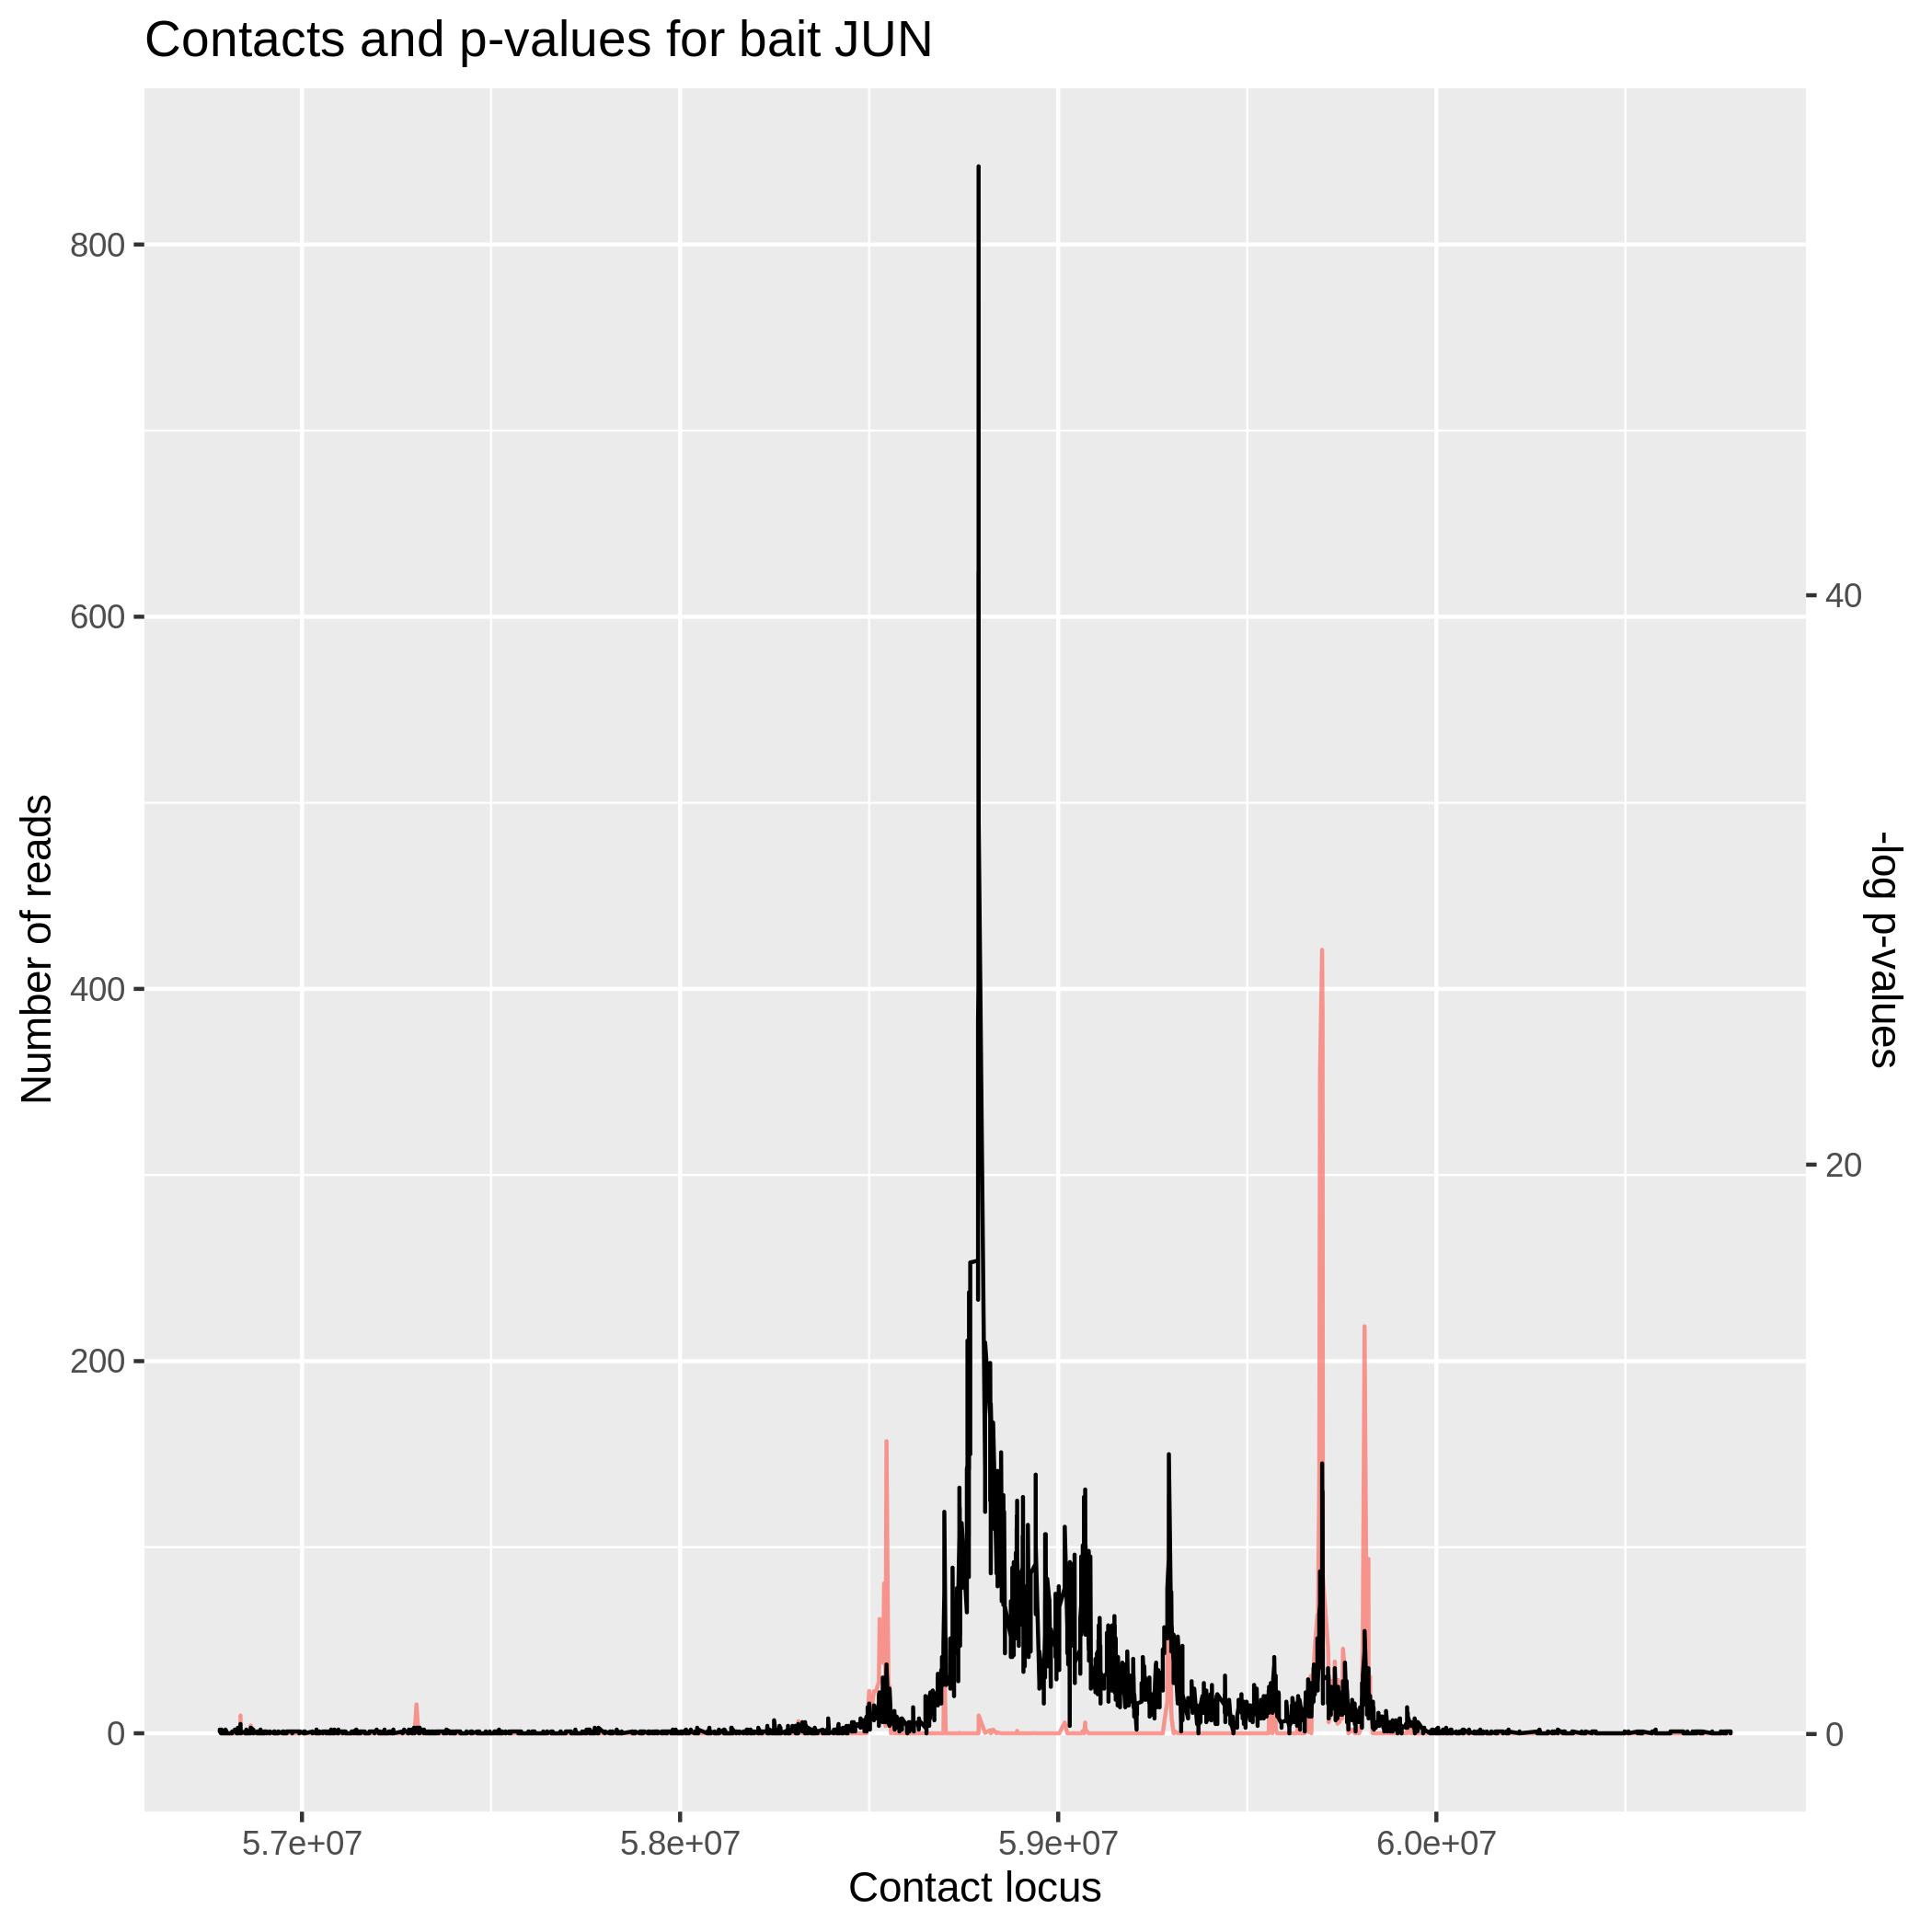 Contacts and p-values for bait JUN
800
600
400
200
0
Number of reads
40
20
0
-log p-values
5.7e+07
5.8e+07
5.9e+07
6.0e+07
Contact locus